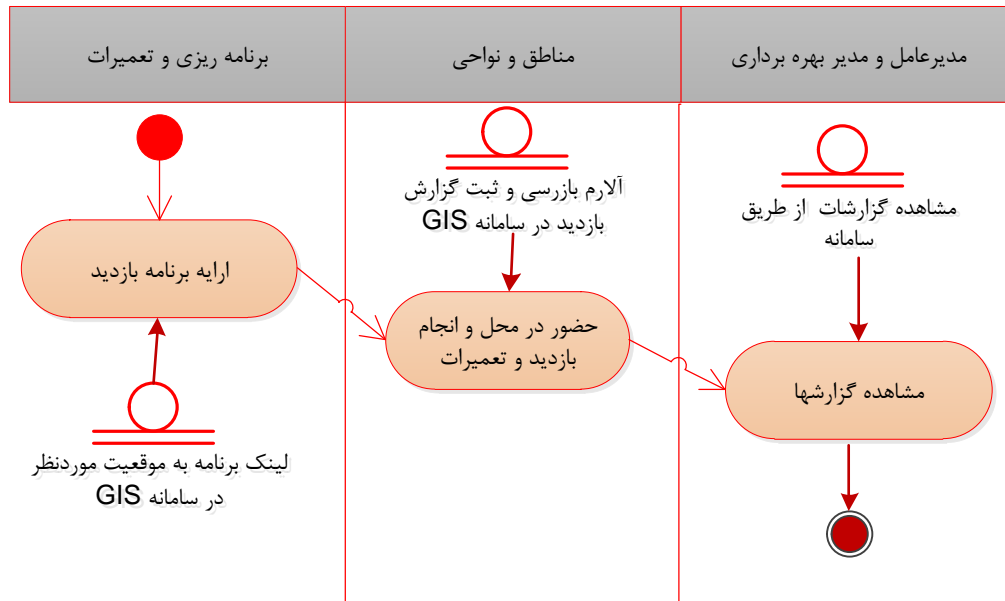 برنامه ریزی و تعمیرات
مناطق و نواحی
مدیرعامل و مدیر بهره برداری
ارایه برنامه بازدید
لینک برنامه به موقعیت موردنظر
در سامانه GIS
آلارم بازرسی و ثبت گزارش
بازدید در سامانه GIS
حضور در محل و انجام
بازدید و تعمیرات
مشاهده گزارشات از طریق
سامانه
مشاهده گزارشها